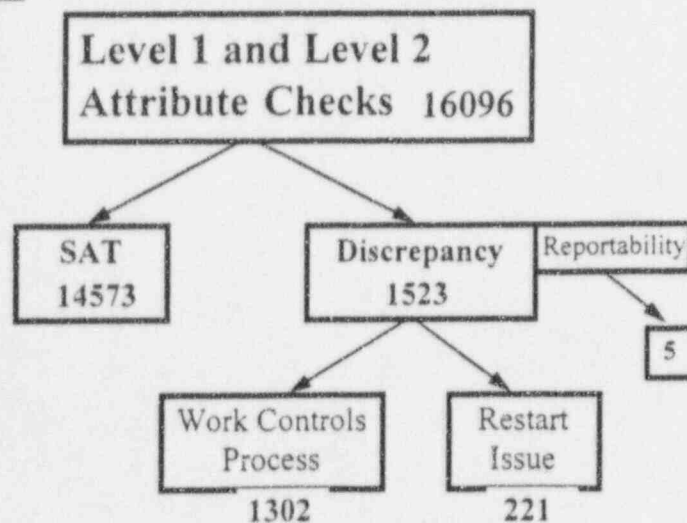 Level 1 and Level 2
Attribute Checks 16096
SAT
14573
Discrepancy
1523
Reportability
5
Work Controls
Process
1302
Restart
Issue
221